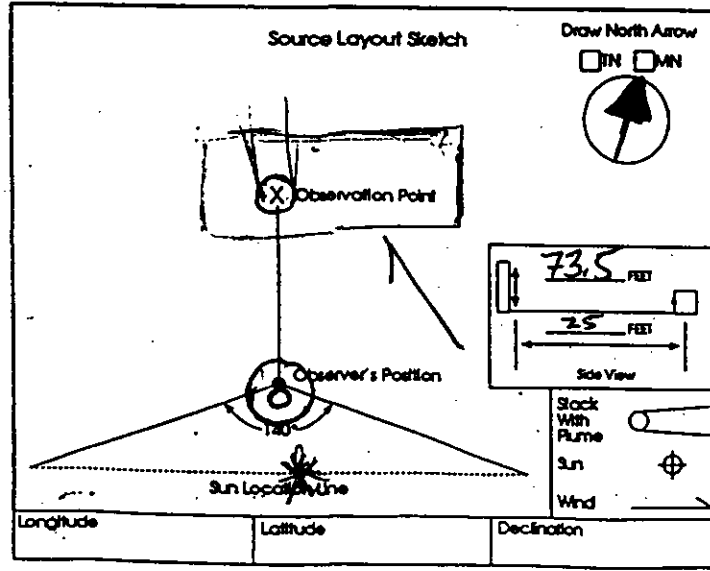 Source Layout Sketch
Draw North Arrow
TN MN
X Observation Point
73.5 FEET
25 FEET
Side View
Observer's Position
140°
Sun Location Line
Stack
With
Plume
Sun
Wind
Longitude
Latitude
Declination